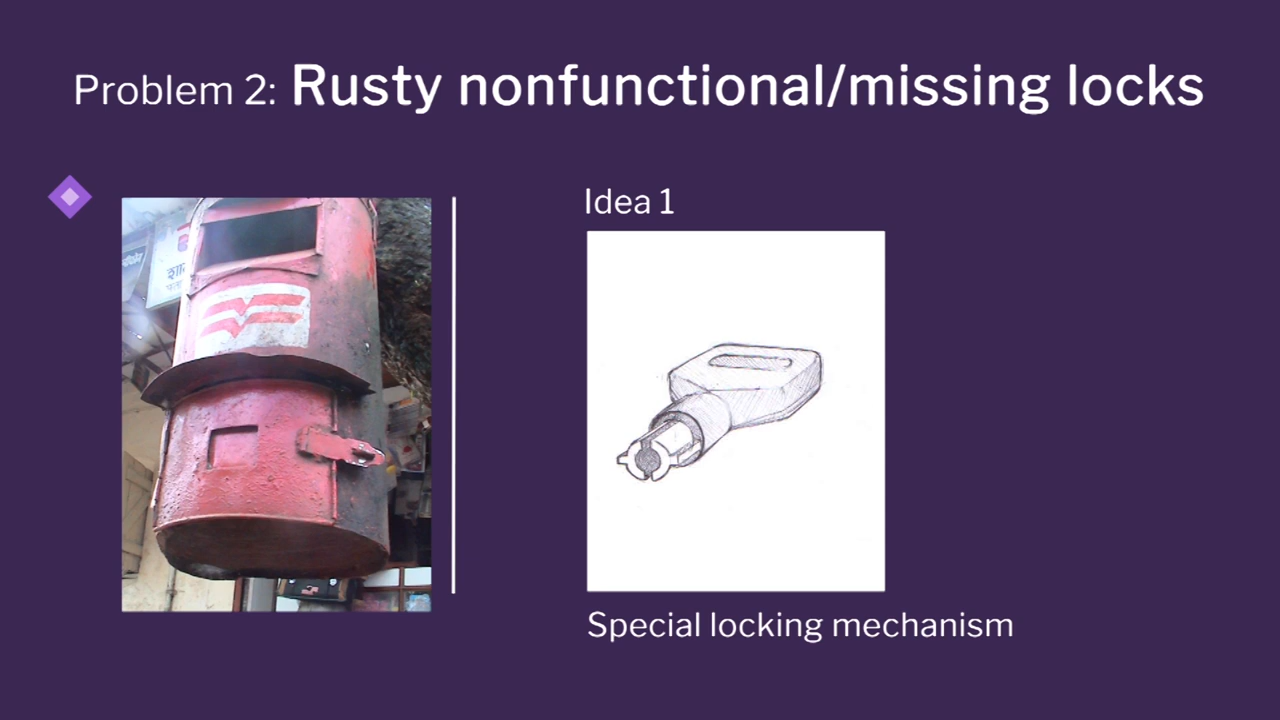 Problem 2: Rusty nonfunctional/missing locks
Idea 1
Special locking mechanism